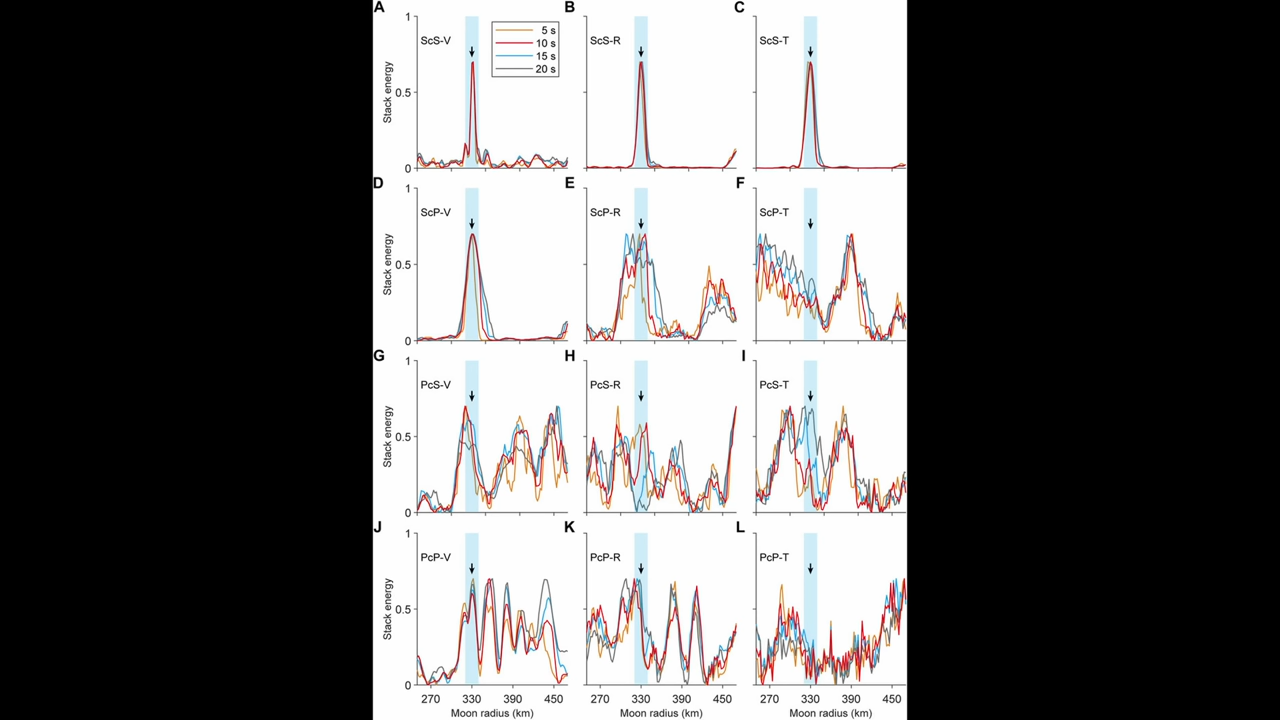 A B C
1
ScS-V ScS-R ScS-T
5 s
10 s
15 s
20 s
Stack energy
0.5
0
D E F
1
ScP-V ScP-R ScP-T
Stack energy
0.5
0
G H I
1
PcS-V PcS-R PcS-T
Stack energy
0.5
0
J K L
1
PcP-V PcP-R PcP-T
Stack energy
0.5
0
270 330 390 450 270 330 390 450 270 330 390 450
Moon radius (km) Moon radius (km) Moon radius (km)